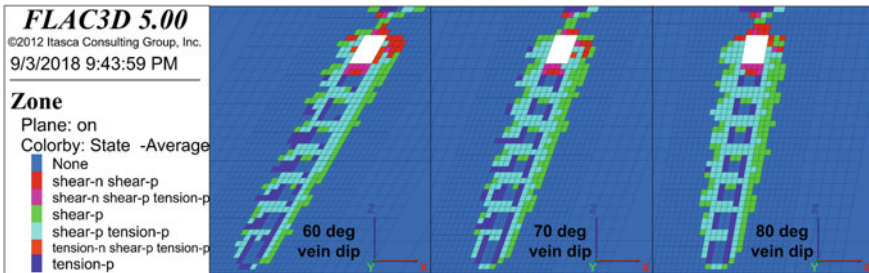 FLAC3D 5.00
©2012 Itasca Consulting Group, Inc.
9/3/2018 9:43:59 PM
Zone
Plane: on
Colorby: State -Average
None
shear-n shear-p
shear-n shear-p tension-p
shear-p
shear-p tension-p
tension-n shear-p tension-p
tension-p
60 deg
vein dip
Z
Y
X
70 deg
vein dip
Z
Y
X
80 deg
vein dip
Z
Y
X